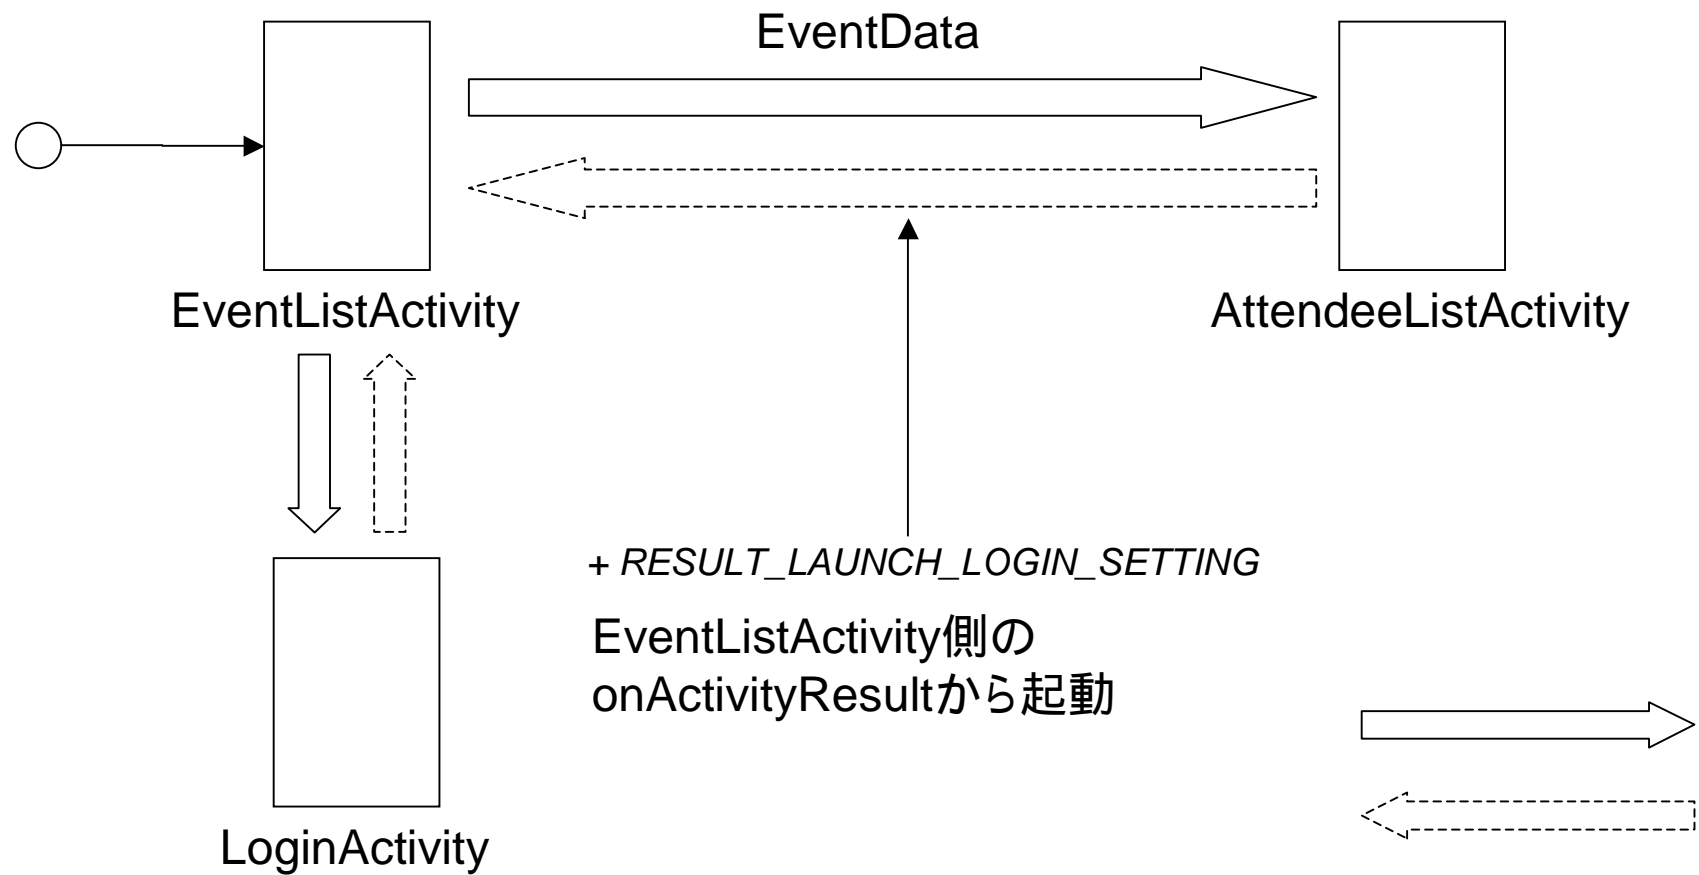 EventData
EventListActivity
AttendeeListActivity
+ RESULT_LAUNCH_LOGIN_SETTING
EventListActivity側の
onActivityResultから起動
LoginActivity